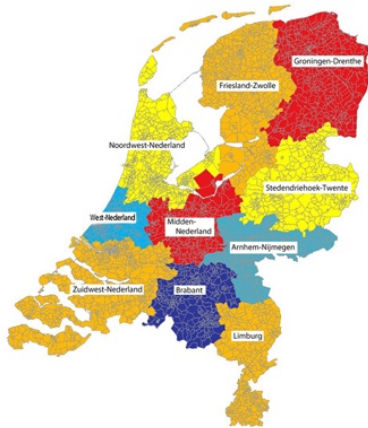 Groningen-Drenthe
Friesland-Zwolle
Noordwest-Nederland
Stedendriehoek-Twente
West-Nederland
Midden-
Nederland
Arnhem-Nijmegen
Zuidwest-Nederland
Brabant
Limburg